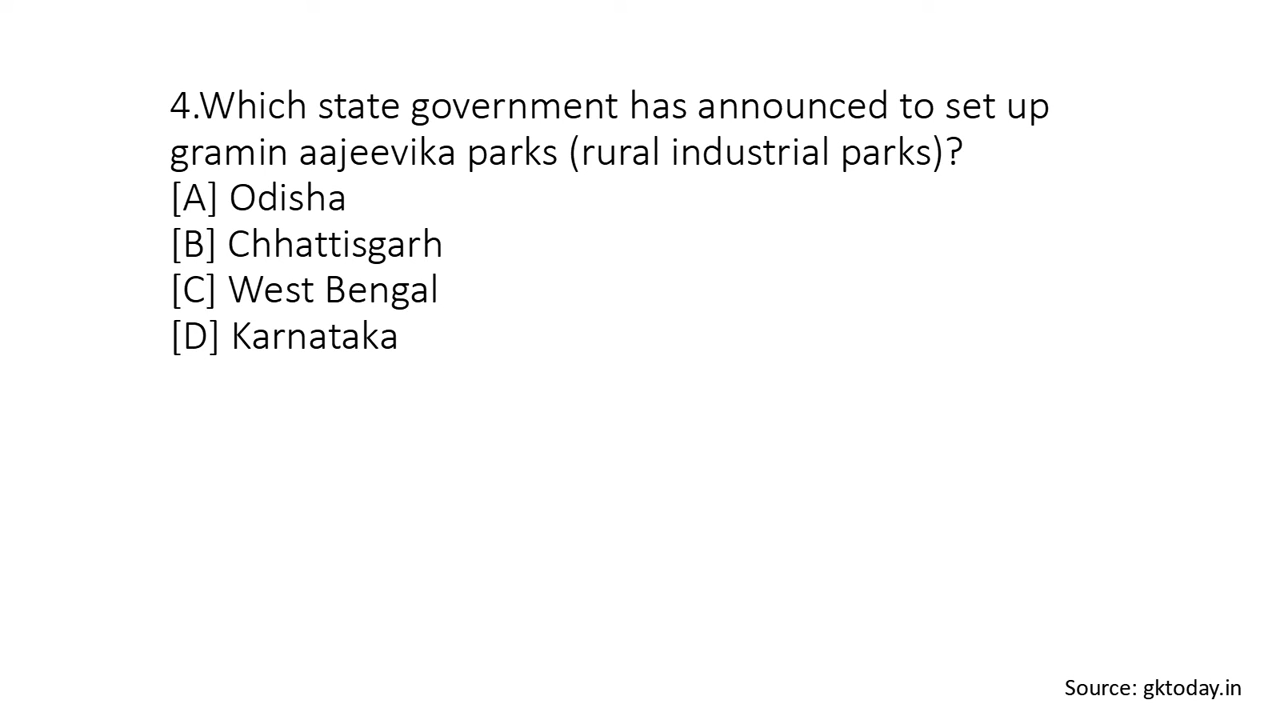 4.Which state government has announced to set up
gramin aajeevika parks (rural industrial parks)?
[A] Odisha
[B] Chhattisgarh
[C] West Bengal
[D] Karnataka
Source: gktoday.in